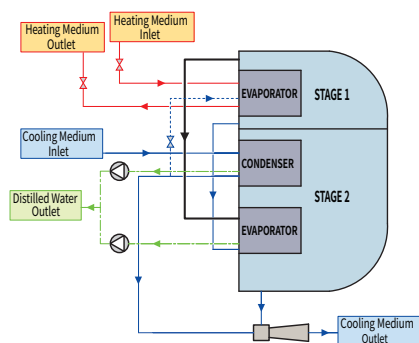 Heating Medium
Inlet
Heating Medium
Outlet
EVAPORATOR
STAGE 1
Cooling Medium
Inlet
CONDENSER
STAGE 2
Distilled Water
Outlet
EVAPORATOR
Cooling Medium
Outlet